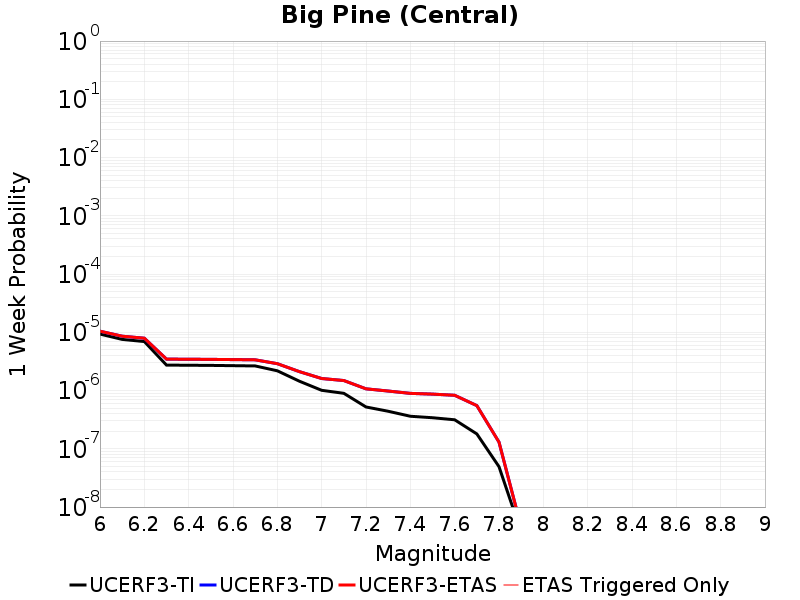 Big Pine (Central)
1 Week Probability
10^0
10^-1
10^-2
10^-3
10^-4
10^-5
10^-6
10^-7
10^-8
6 6.2 6.4 6.6 6.8 7 7.2 7.4 7.6 7.8 8 8.2 8.4 8.6 8.8 9
Magnitude
UCERF3-TI UCERF3-TD UCERF3-ETAS ETAS Triggered Only